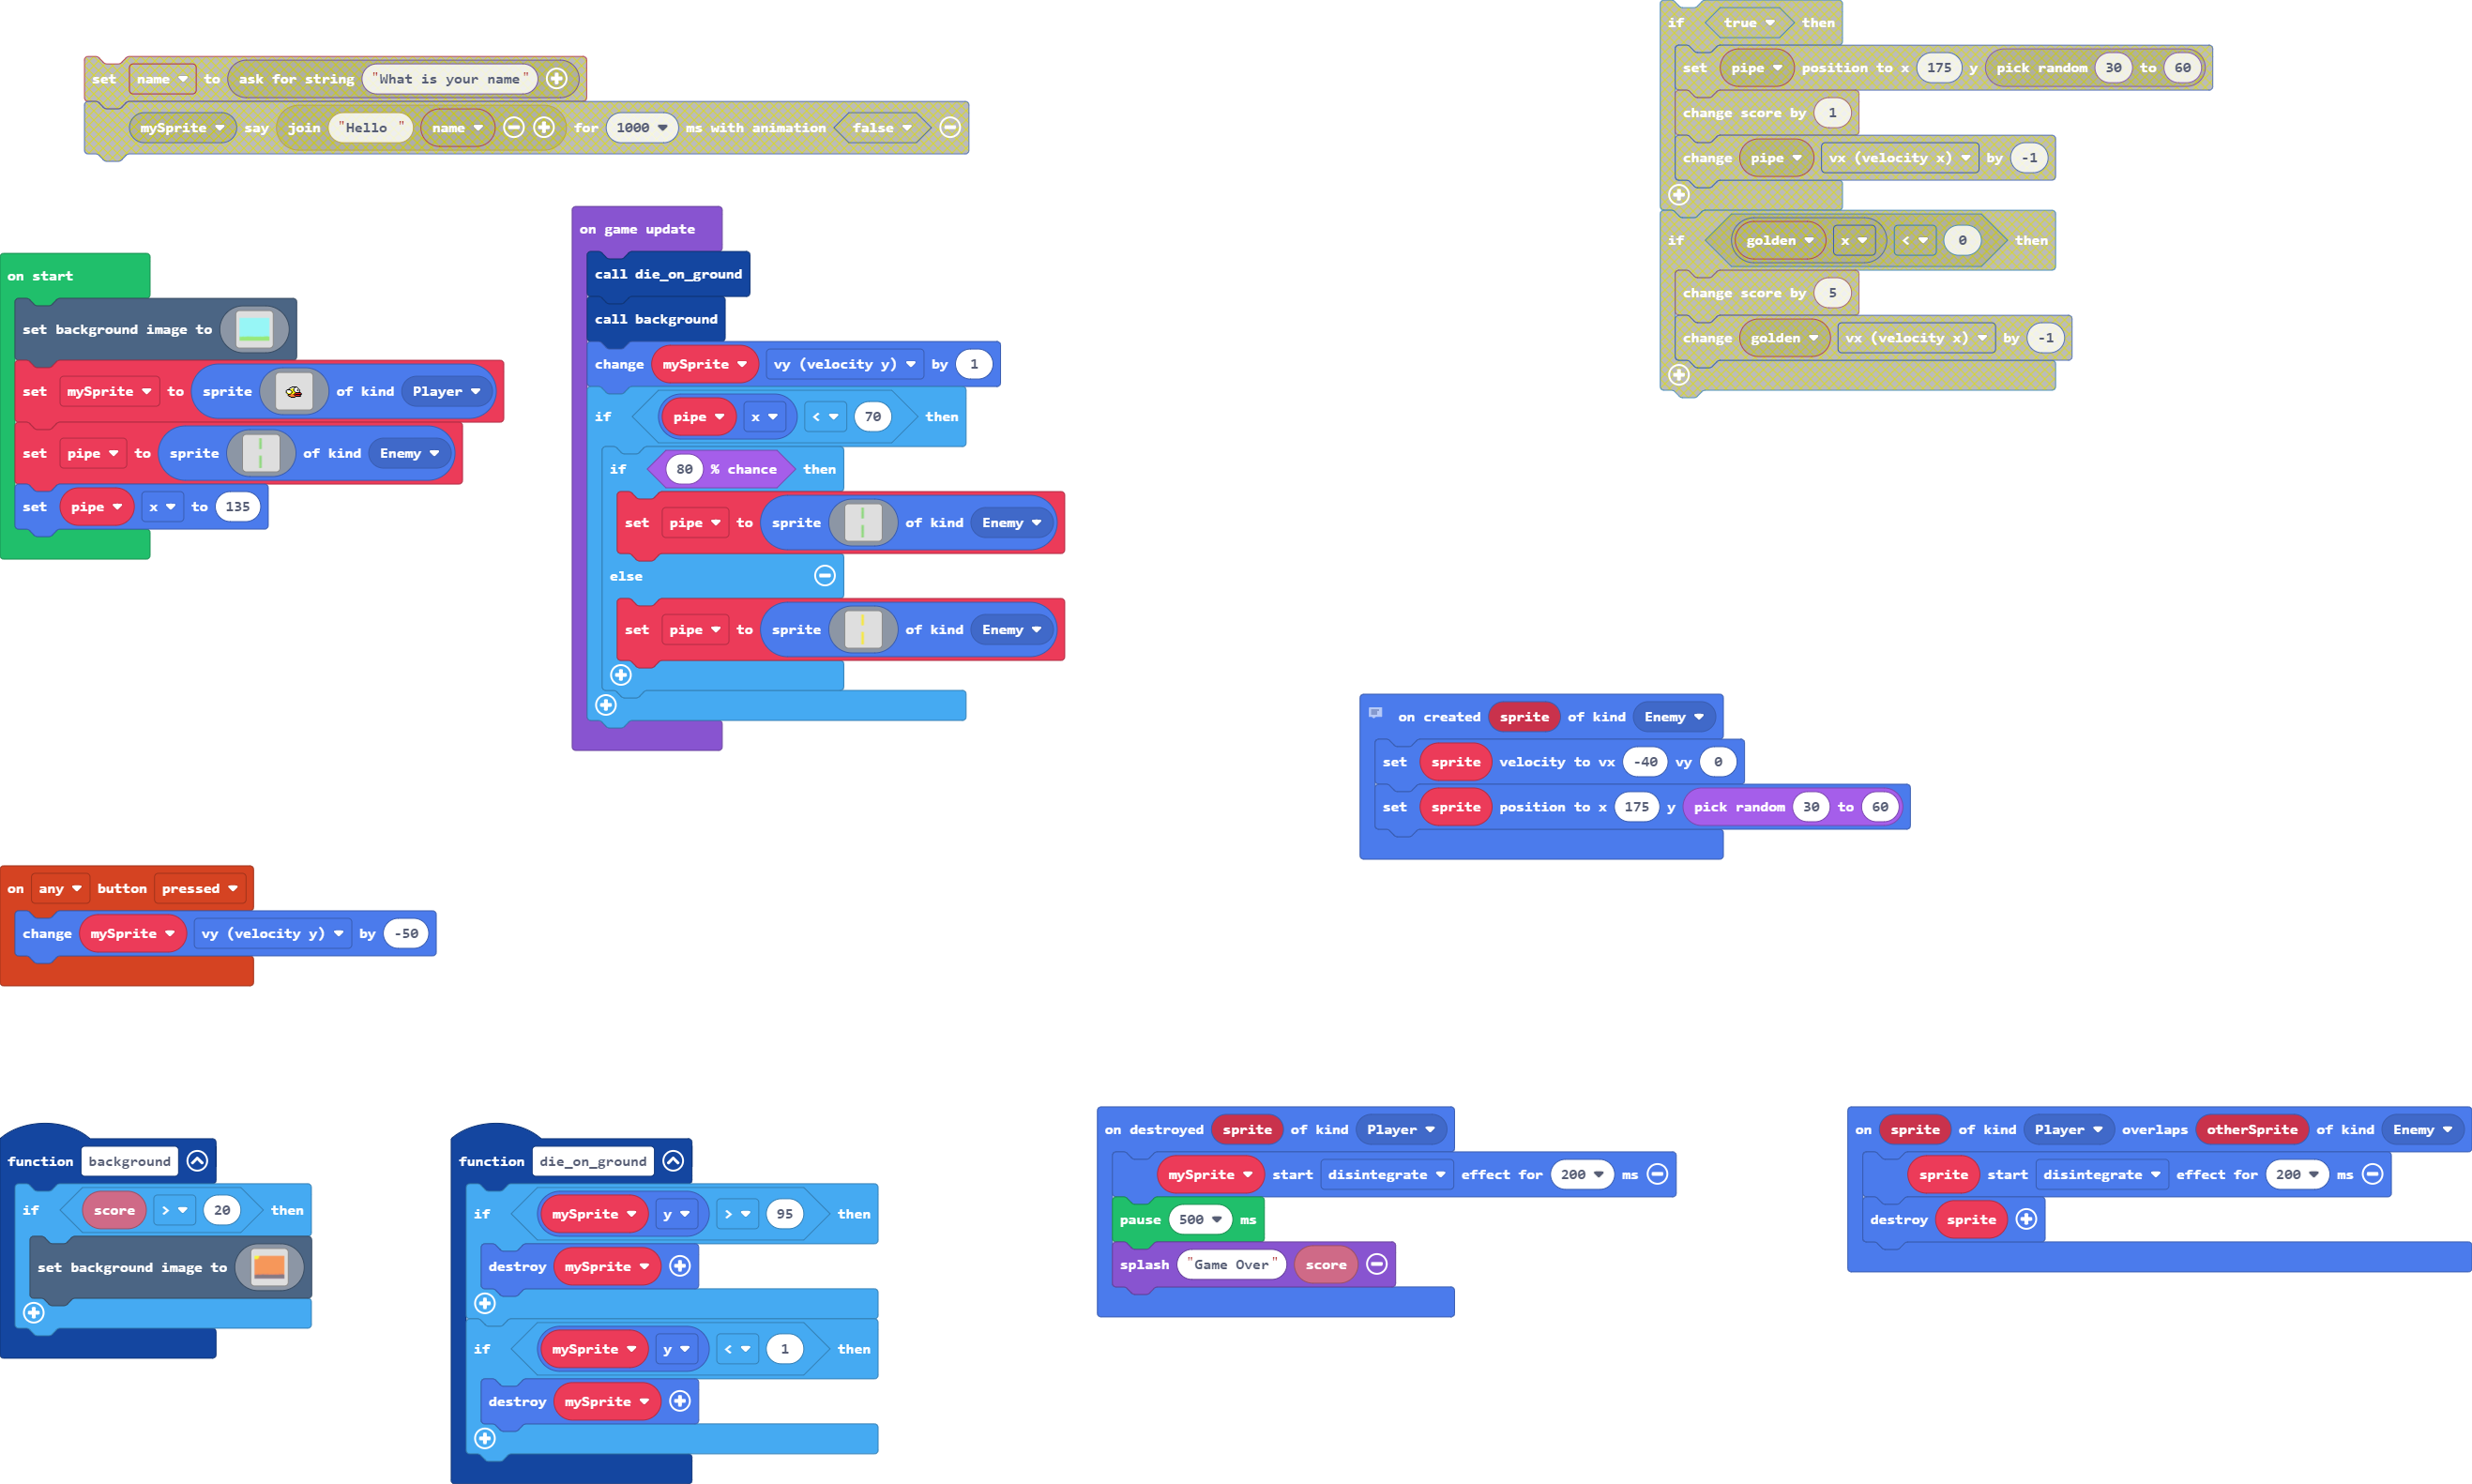 set name to ask for string "What is your name"
mySprite say join "Hello " name for 1000 ms with animation false
if true then
set pipe position to x 175 y pick random 30 to 60
change score by 1
change pipe vx (velocity x) by -1
if golden x < 0 then
change score by 5
change golden vx (velocity x) by -1
on start
set background image to
set mySprite to sprite of kind Player
set pipe to sprite of kind Enemy
set pipe x to 135
on game update
call die_on_ground
call background
change mySprite vy (velocity y) by 1
if pipe x < 70 then
if 80 % chance then
set pipe to sprite of kind Enemy
else
set pipe to sprite of kind Enemy
on created sprite of kind Enemy
set sprite velocity to vx -40 vy 0
set sprite position to x 175 y pick random 30 to 60
on any button pressed
change mySprite vy (velocity y) by -50
function background
if score > 20 then
set background image to
function die_on_ground
if mySprite y > 95 then
destroy mySprite
if mySprite y < 1 then
destroy mySprite
on destroyed sprite of kind Player
mySprite start disintegrate effect for 200 ms
pause 500 ms
splash "Game Over" score
on sprite of kind Player overlaps otherSprite of kind Enemy
sprite start disintegrate effect for 200 ms
destroy sprite